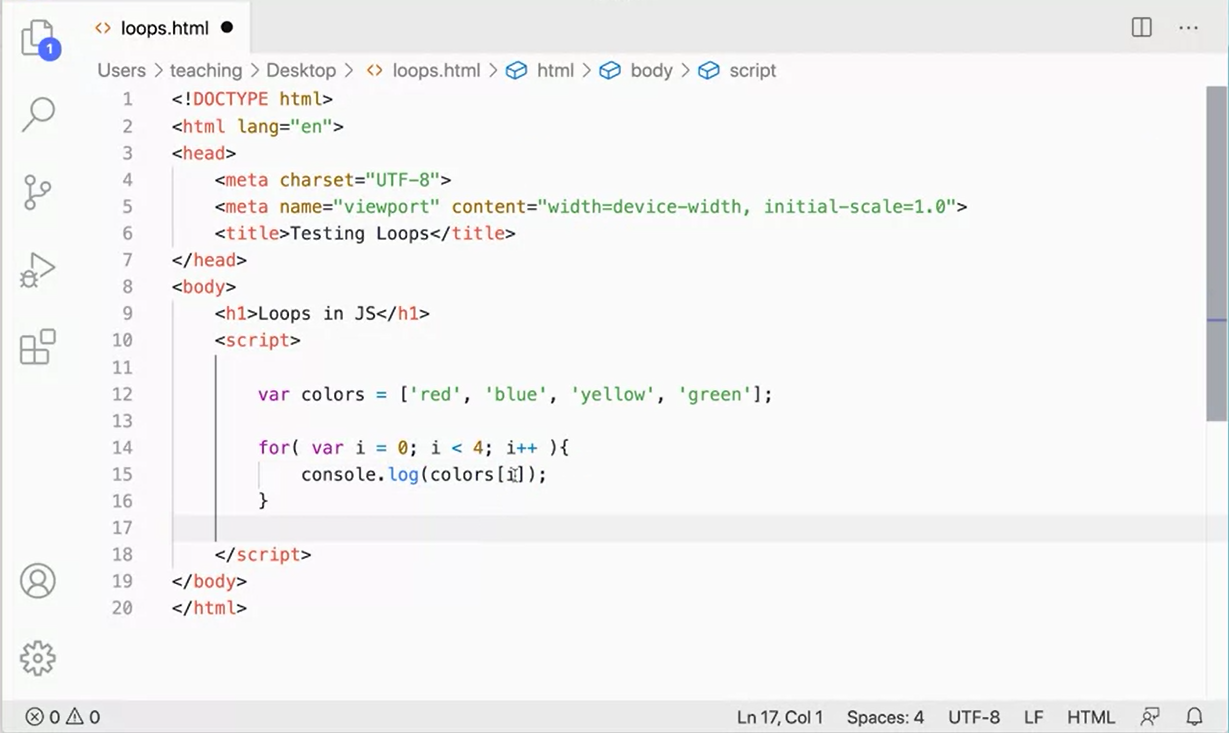 loops.html
1
Users > teaching > Desktop > <> loops.html > html > body > script
1 <!DOCTYPE html>
2 <html lang="en">
3 <head>
4     <meta charset="UTF-8">
5     <meta name="viewport" content="width=device-width, initial-scale=1.0">
6     <title>Testing Loops</title>
7 </head>
8 <body>
9     <h1>Loops in JS</h1>
10     <script>
11
12         var colors = ['red', 'blue', 'yellow', 'green'];
13
14         for( var i = 0; i < 4; i++ ){
15             console.log(colors[i]);
16         }
17
18     </script>
19 </body>
20 </html>
0 0 Ln 17, Col 1 Spaces: 4 UTF-8 LF HTML